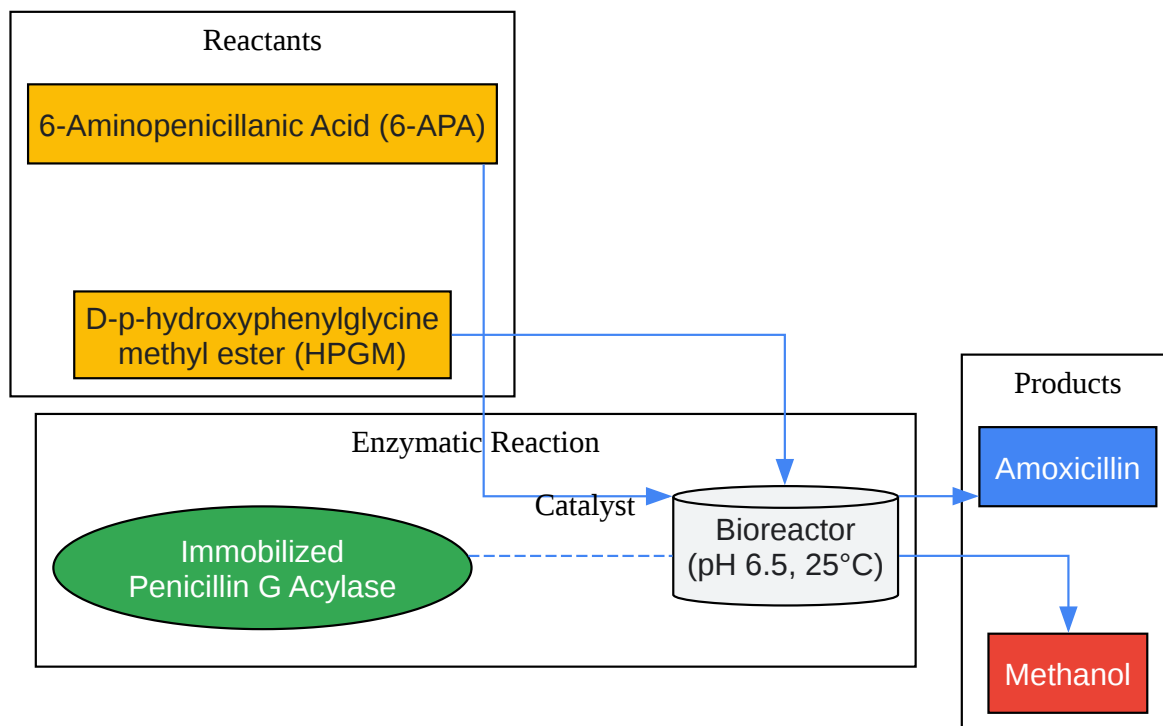 Reactants
6-Aminopenicillanic Acid (6-APA)
D-p-hydroxyphenylglycine
methyl ester (HPGM)
Enzymatic Reaction
Catalyst
Immobilized
Penicillin G Acylase
Bioreactor
(pH 6.5, 25°C)
Products
Amoxicillin
Methanol